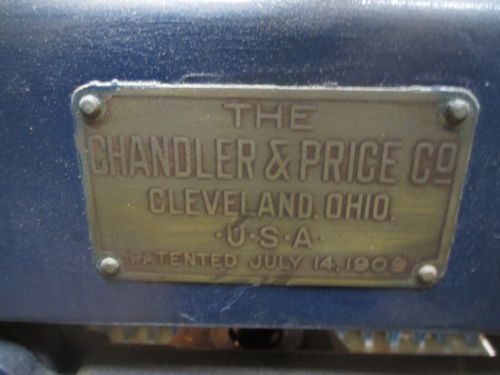 THE
CHANDLER & PRICE CO
CLEVELAND, OHIO.
·U·S·A·
PATENTED JULY 14, 1909